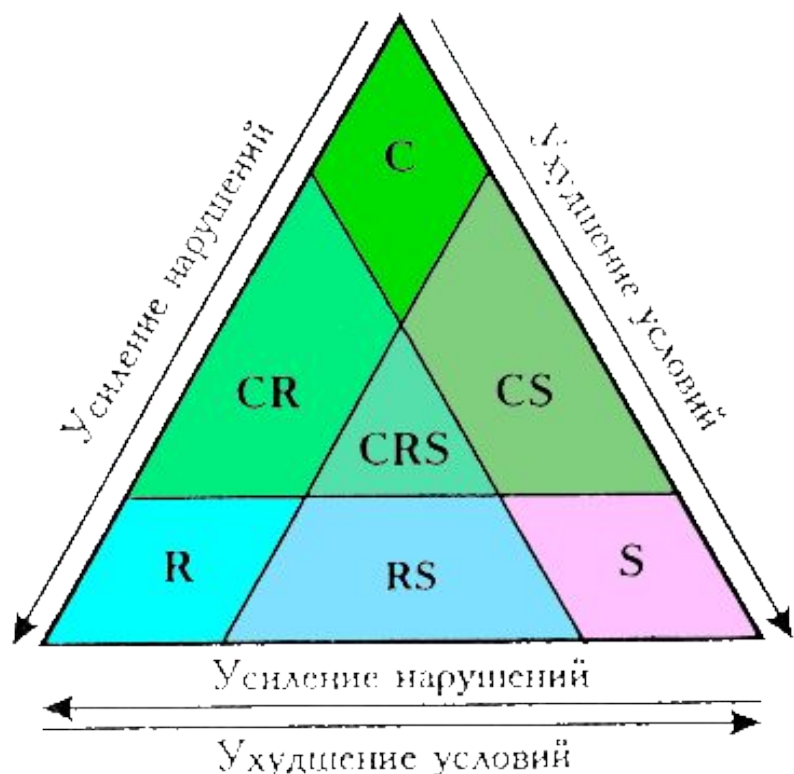 C
Усиление нарушений
Ухудшение условий
CR
CS
CRS
R
RS
S
Усиление нарушений
Ухудшение условий